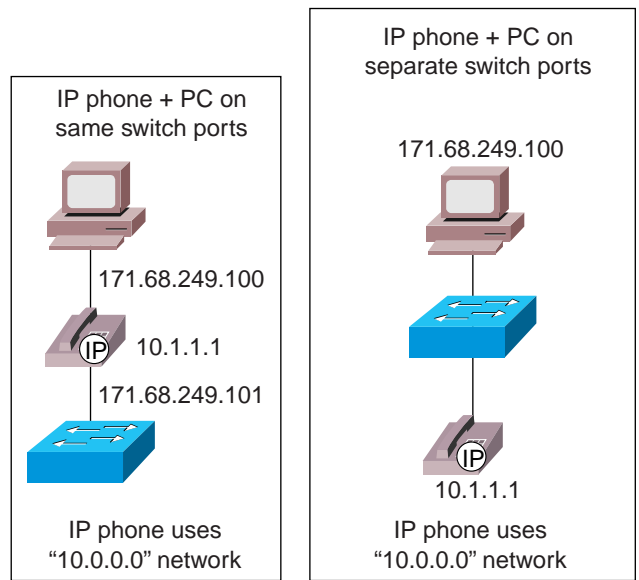 IP phone + PC on
same switch ports
171.68.249.100
IP
10.1.1.1
171.68.249.101
IP phone uses
“10.0.0.0” network
IP phone + PC on
separate switch ports
171.68.249.100
IP
10.1.1.1
IP phone uses
“10.0.0.0” network